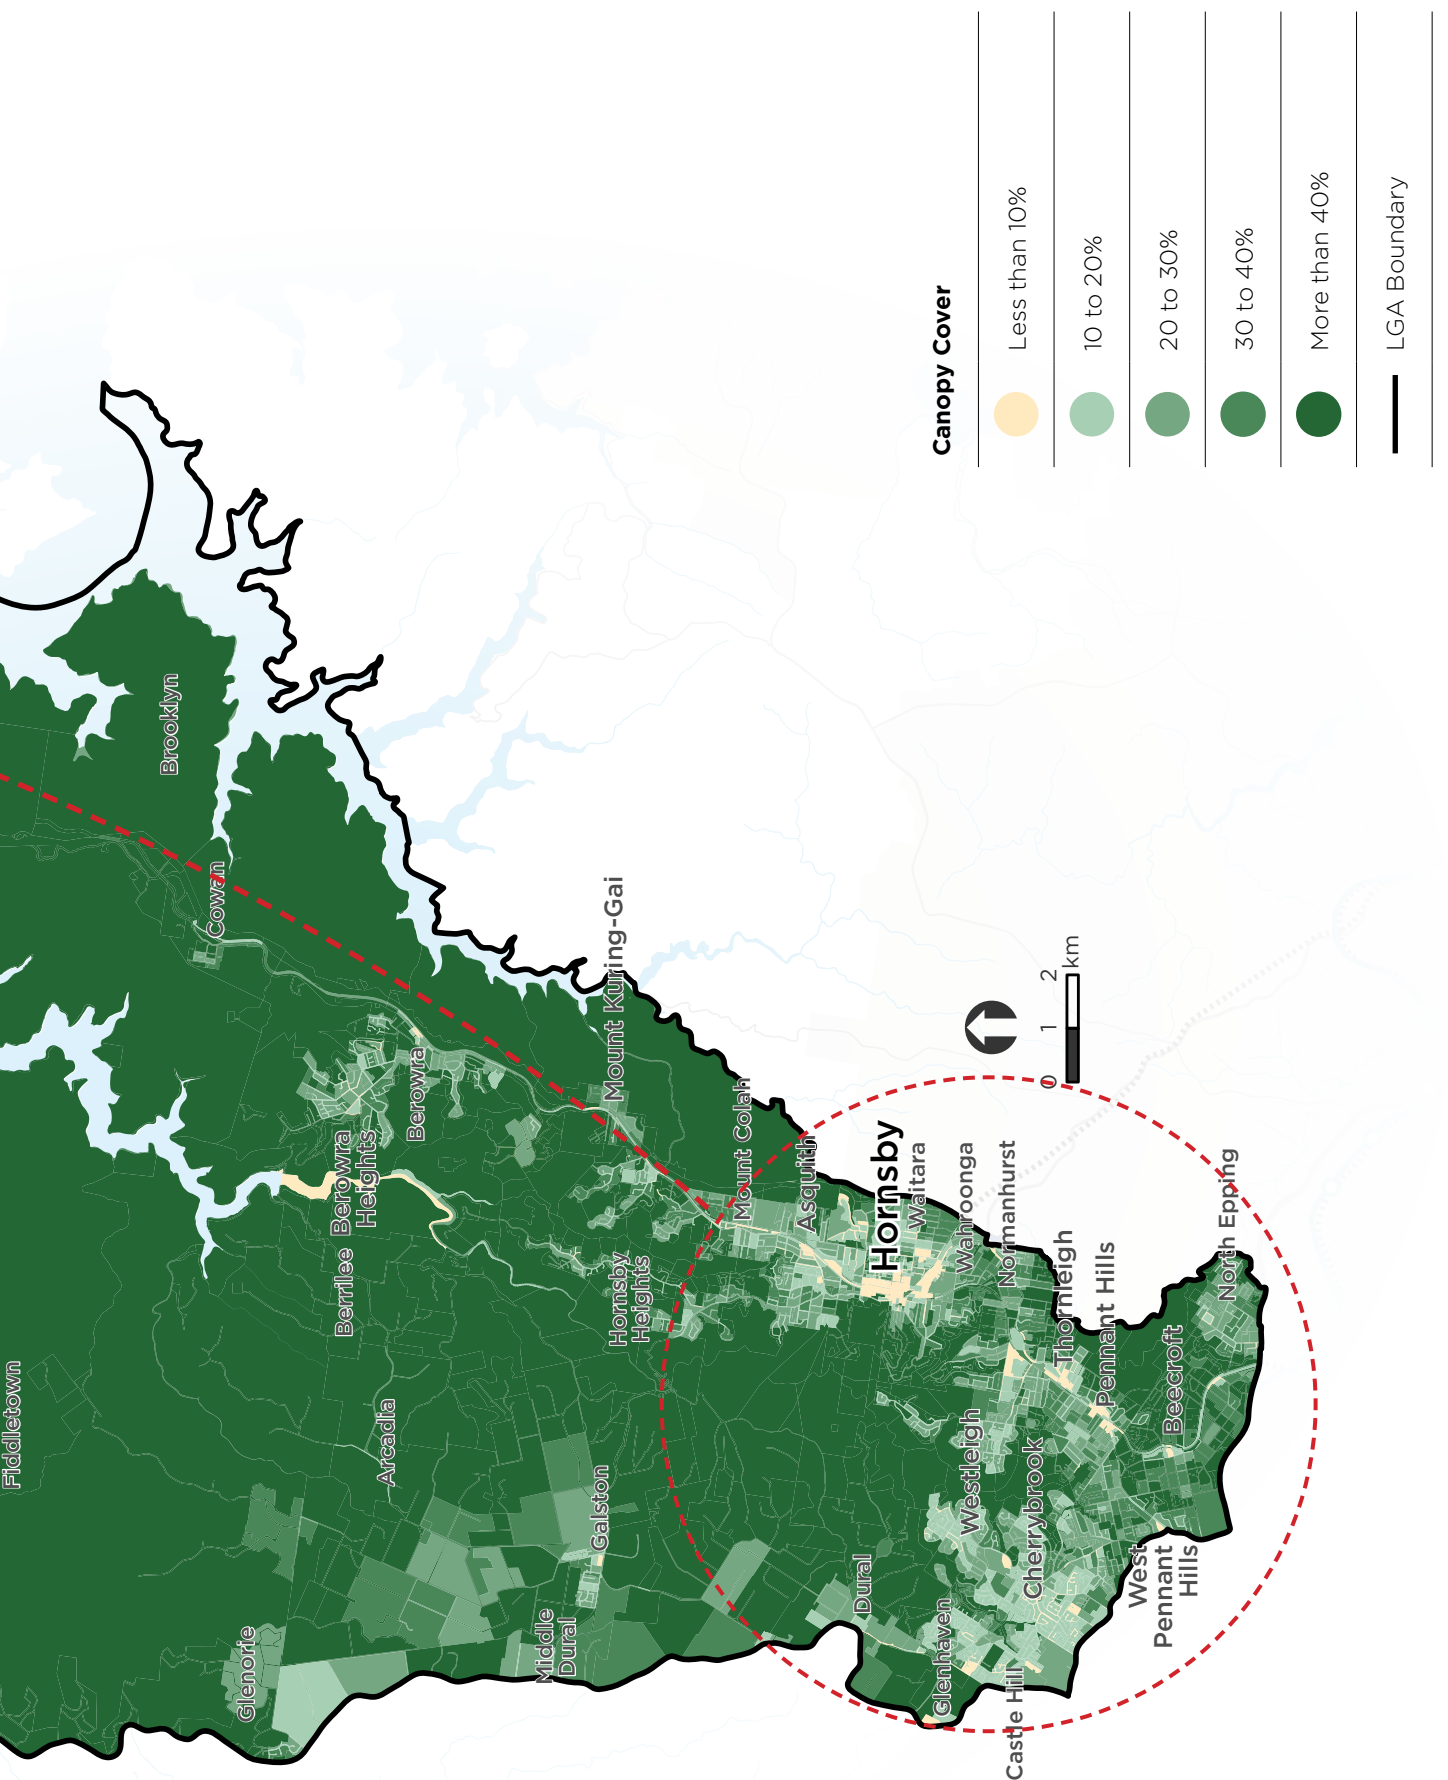 Fiddletown
Brooklyn
Cowan
Glenorie
Berrilee
Berowra
Heights
Berowra
Arcadia
Middle
Dural
Galston
Hornsby
Heights
Mount Kuring-Gai
Mount Colah
Asquith
Dural
Hornsby
Waitara
Glenhaven
Westleigh
Wahroonga
Normanhurst
Castle Hill
Cherrybrook
Thornleigh
Pennant Hills
West
Pennant
Hills
Beecroft
North Epping
0 1 2
km
Canopy Cover
Less than 10%
10 to 20%
20 to 30%
30 to 40%
More than 40%
LGA Boundary